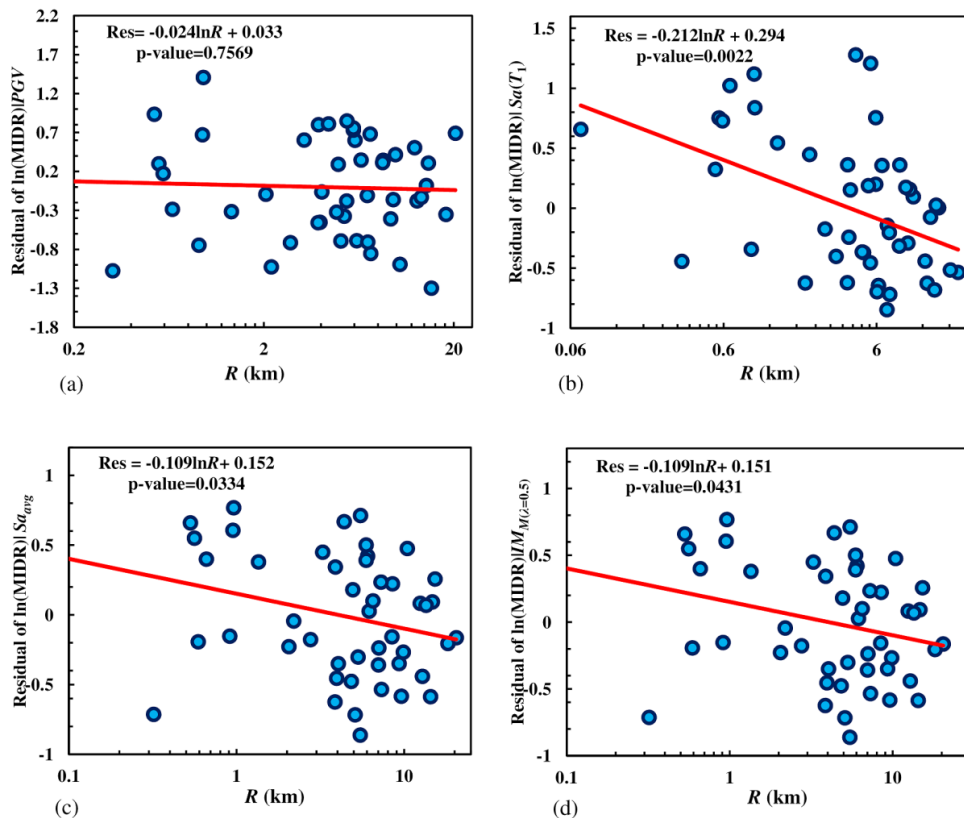 Res= -0.024lnR + 0.033
p-value=0.7569
Residual of ln(MIDR)|PGV
2.2
1.7
1.2
0.7
0.2
-0.3
-0.8
-1.3
-1.8
0.2
2
20
R (km)
(a)
Res = -0.212lnR + 0.294
p-value=0.0022
Residual of ln(MIDR)| Sa(T1)
1.5
1
0.5
0
-0.5
-1
0.06
0.6
6
R (km)
(b)
Res = -0.109lnR+ 0.152
p-value=0.0334
Residual of ln(MIDR)| Saavg
1
0.5
0
-0.5
-1
0.1
1
10
R (km)
(c)
Res = -0.109lnR+ 0.151
p-value=0.0431
Residual of ln(MIDR)|IMM(λ=0.5)
1
0.5
0
-0.5
-1
0.1
1
10
R (km)
(d)